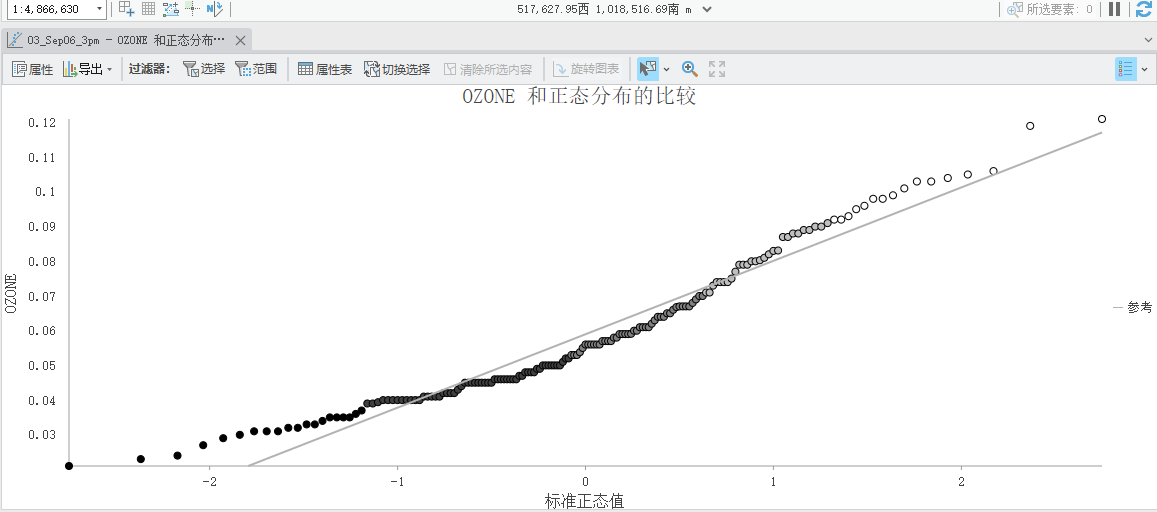 1:4,866,630 517,627.95西 1,018,516.69南 m 所选要素: 0
03_Sep06_3pm - OZONE 和正态分布…
属性 导出 过滤器: 选择 范围 属性表 切换选择 清除所选内容 旋转图表
OZONE 和正态分布的比较
0.12
0.11
0.1
0.09
0.08
0.07
0.06
0.05
0.04
0.03
OZONE
参考
-2 -1 0 1 2
标准正态值